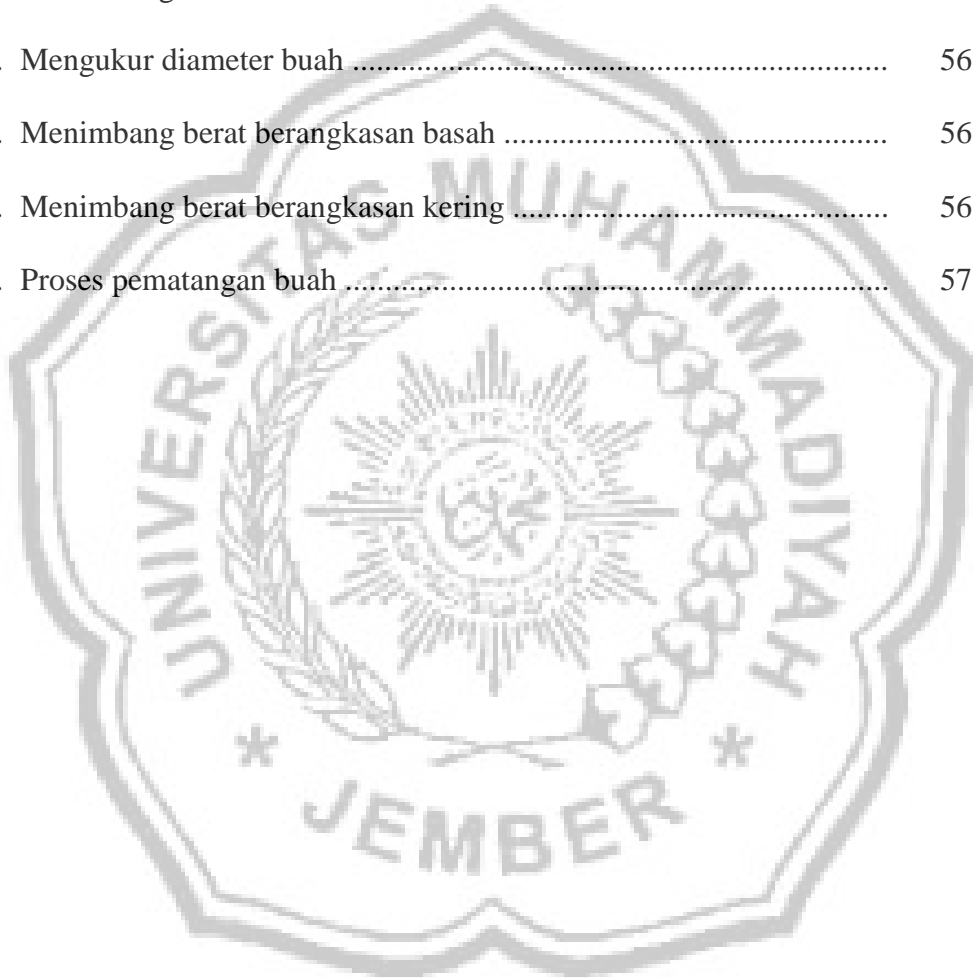 . Mengukur diameter buah ................................................................. 56
. Menimbang berat berangkasan basah .............................................. 56
. Menimbang berat berangkasan kering ............................................. 56
. Proses pematangan buah .................................................................. 57
UNIVERSITAS MUHAMMADIYAH
* JEMBER *